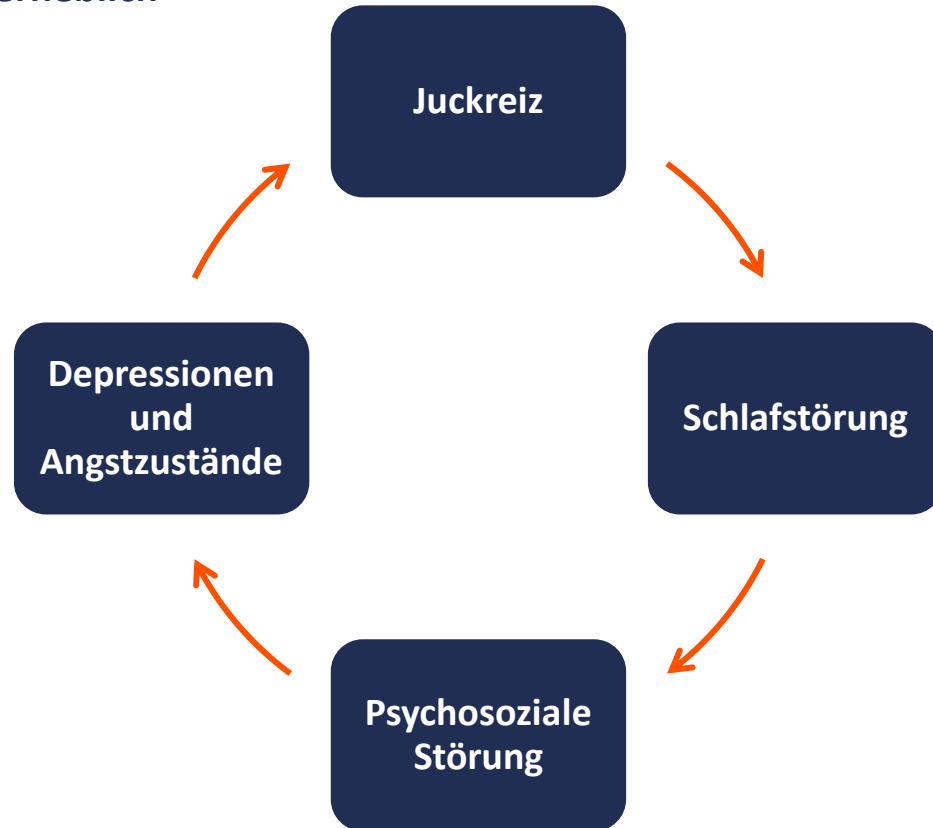 Juckreiz
Schlafstörung
Psychosoziale
Störung
Depressionen
und
Angstzustände